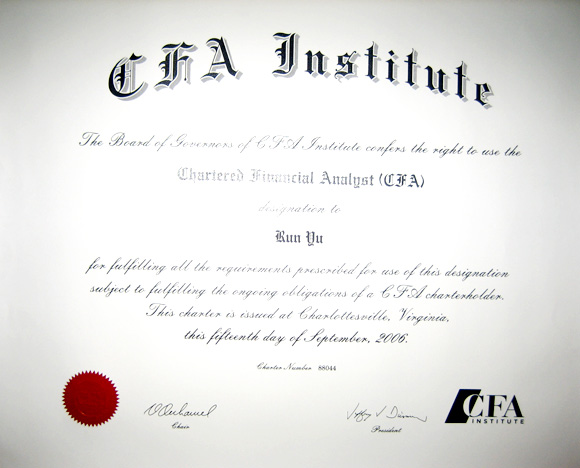 CFA Institute
The Board of Governors of CFA Institute confers the right to use the
Chartered Financial Analyst (CFA)
designation to
Run Yu
for fulfilling all the requirements prescribed for use of this designation
subject to fulfilling the ongoing obligations of a CFA charterholder.
This charter is issued at Charlottesville, Virginia,
this fifteenth day of September, 2006.
Charter Number 88044
Chair
President
CFA
INSTITUTE